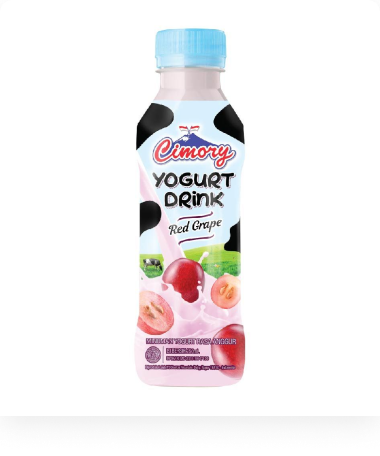 Cimory
YOGURT
DRINK
Red Grape
MINUMAN YOGURT RASA ANGGUR